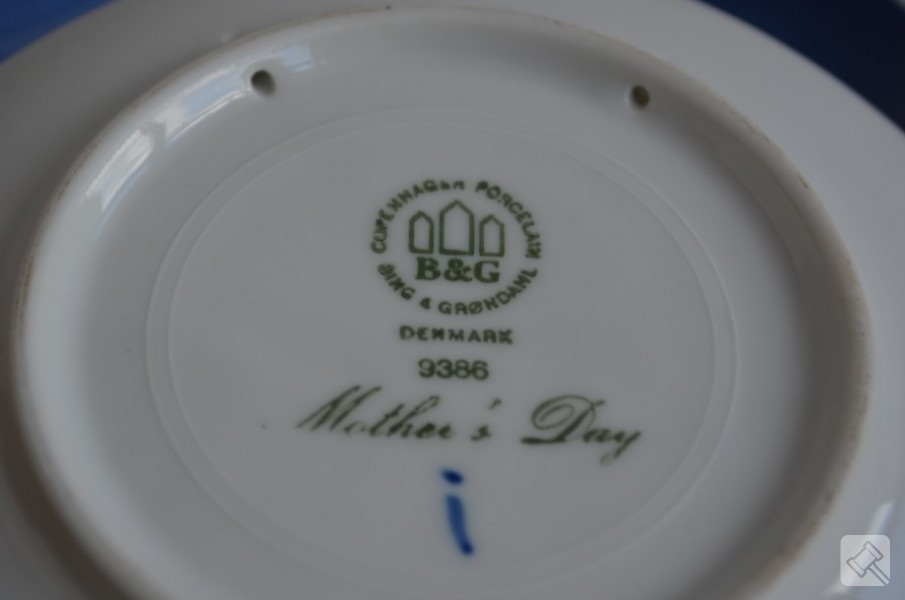 COPENHAGEN PORCELAIN
B&G
BING & GRØNDAHL
DENMARK
9386
Mother's Day
i